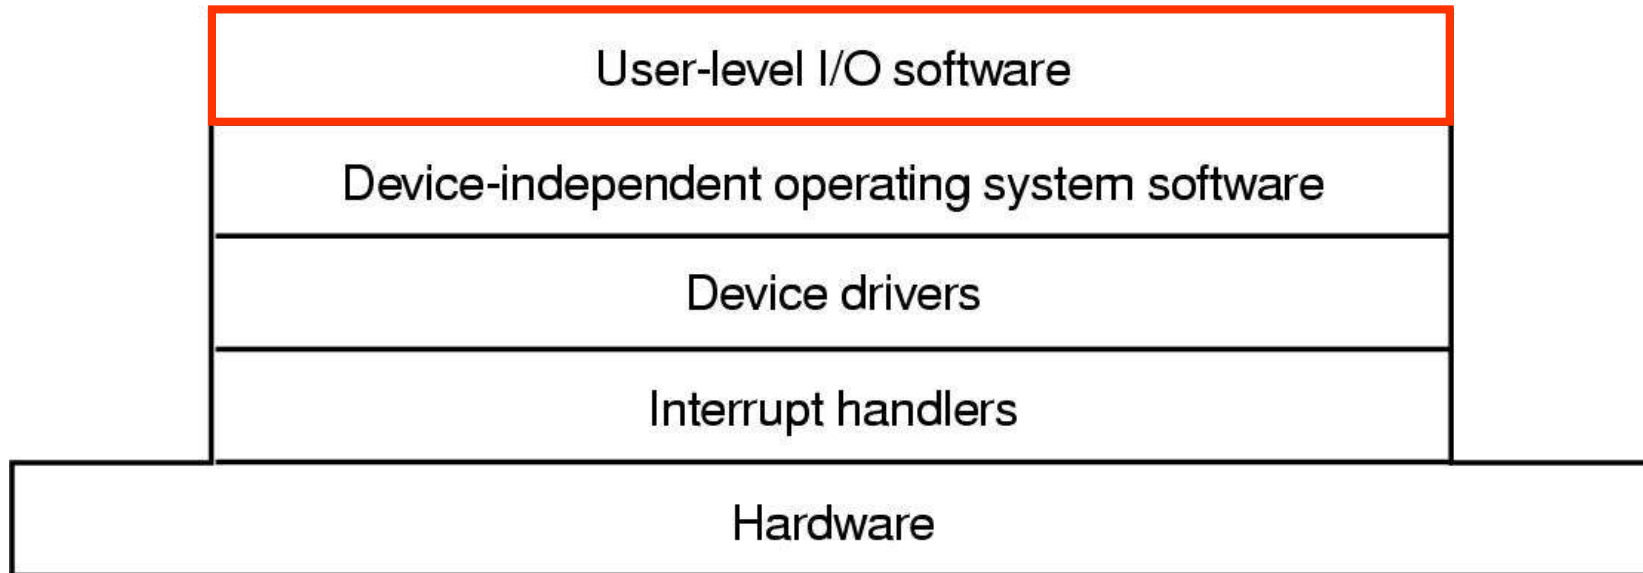 User-level I/O software
Device-independent operating system software
Device drivers
Interrupt handlers
Hardware